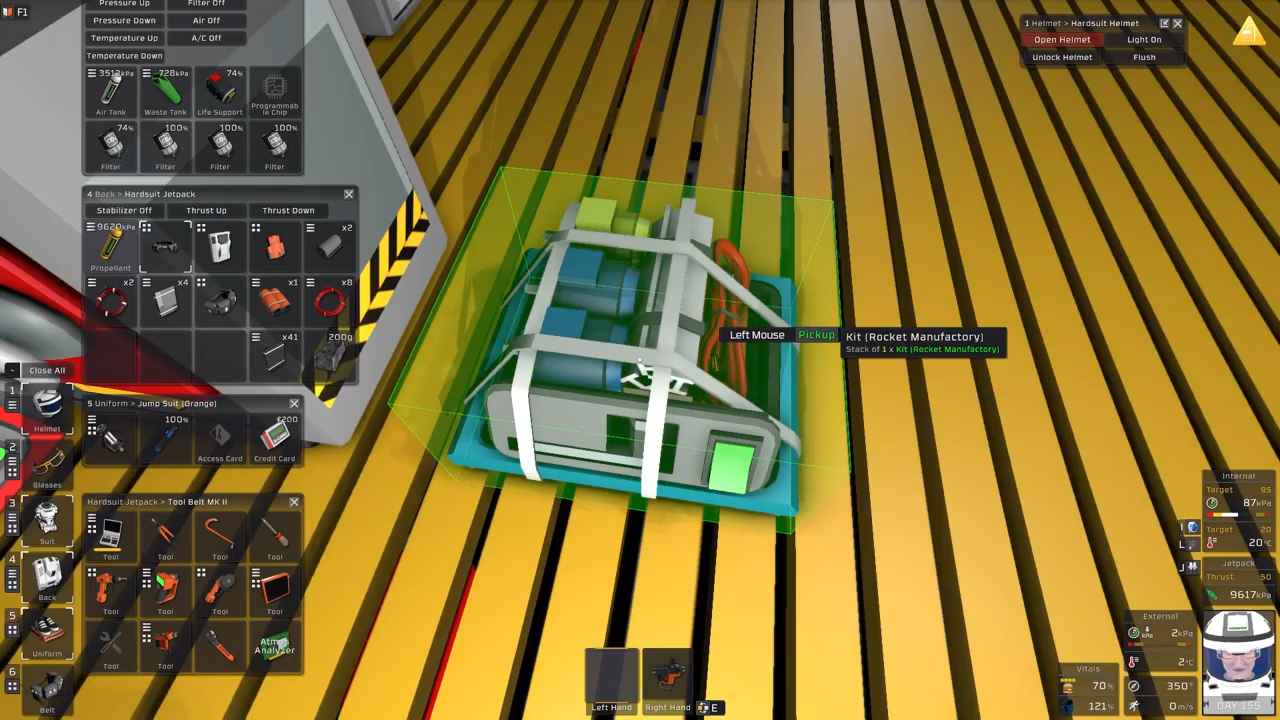 F1
Pressure Up Filter Off
Pressure Down Air Off
Temperature Up A/C Off
Temperature Down
3512kPa 728kPa 74%
Air Tank Waste Tank Life Support Programmab
le Chip
74% 100% 100% 100%
Filter Filter Filter Filter
4 Back > Hardsuit Jetpack
Stabilizer Off Thrust Up Thrust Down
9620kPa x2
Propellant
x2 x4 x1 x8
x41 200g
- Close All
5 Uniform > Jump Suit (Orange)
100% €200
Access Card Credit Card
Hardsuit Jetpack > Tool Belt MK II
Tool Tool Tool Tool
Tool Tool Tool Tool
Tool Tool Tool Atmos
Analyzer
1
Helmet
2
Glasses
3
Suit
4
Back
5
Uniform
6
Belt
Left Mouse Pickup Kit (Rocket Manufactory)
Stack of 1 x Kit (Rocket Manufactory)
Left Hand Right Hand E
1 Helmet > Hardsuit Helmet
Open Helmet Light On
Unlock Helmet Flush
Internal
Target 95
87kPa
Target 20
20°C
Jetpack
Thrust 50
9617kPa
External
kPa 2kPa
2°C
350°
0m/s
Vitals
70%
121%
DAY 155